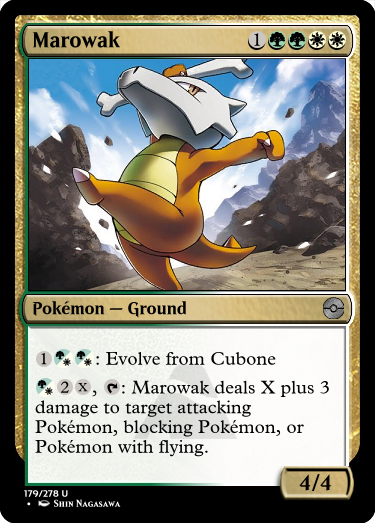 Marowak 1
Pokémon — Ground
1 : Evolve from Cubone
2 X, : Marowak deals X plus 3
damage to target attacking
Pokémon, blocking Pokémon, or
Pokémon with flying.
4/4
179/278 U
• Shin Nagasawa